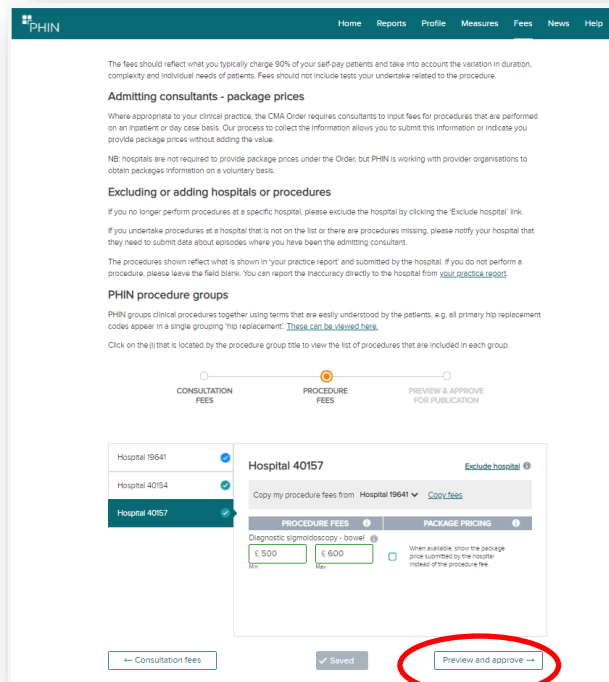 PHIN
Home Reports Profile Measures Fees News Help
The fees should reflect what you typically charge 90% of your self-pay patients and take into account the variation in duration,
complexity and individual needs of patients. Fees should not include tests your undertake related to the procedure.
Admitting consultants - package prices
Where appropriate to your clinical practice, the CMA Order requires consultants to input fees for procedures that are performed
on an inpatient or day case basis. Our process to collect the information allows you to submit this information or indicate you
provide package prices without adding the value.
NB: hospitals are not required to provide package prices under the Order, but PHIN is working with provider organisations to
obtain packages information on a voluntary basis.
Excluding or adding hospitals or procedures
If you no longer perform procedures at a specific hospital, please exclude the hospital by clicking the 'Exclude hospital' link.
If you undertake procedures at a hospital that is not on the list or there are procedures missing, please notify your hospital that
they need to submit data about episodes where you have been the admitting consultant.
The procedures shown reflect what is shown in 'your practice report' and submitted by the hospital. If you do not perform a
procedure, please leave the field blank. You can report the inaccuracy directly to the hospital from your practice report.
PHIN procedure groups
PHIN groups clinical procedures together using terms that are easily understood by the patients, e.g. all primary hip replacement
codes appear in a single grouping 'hip replacement'. These can be viewed here.
Click on the (i) that is located by the procedure group title to view the list of procedures that are included in each group.
CONSULTATION FEES
PROCEDURE FEES
PREVIEW & APPROVE FOR PUBLICATION
Hospital 19641
Hospital 40154
Hospital 40157
Hospital 40157 Exclude hospital i
Copy my procedure fees from Hospital 19641 Copy fees
PROCEDURE FEES i PACKAGE PRICING i
Diagnostic sigmoidoscopy - bowel i
£ 500 £ 600
Min Max
When available, show the package
price submitted by the hospital
instead of the procedure fee.
← Consultation fees ✓ Saved Preview and approve →